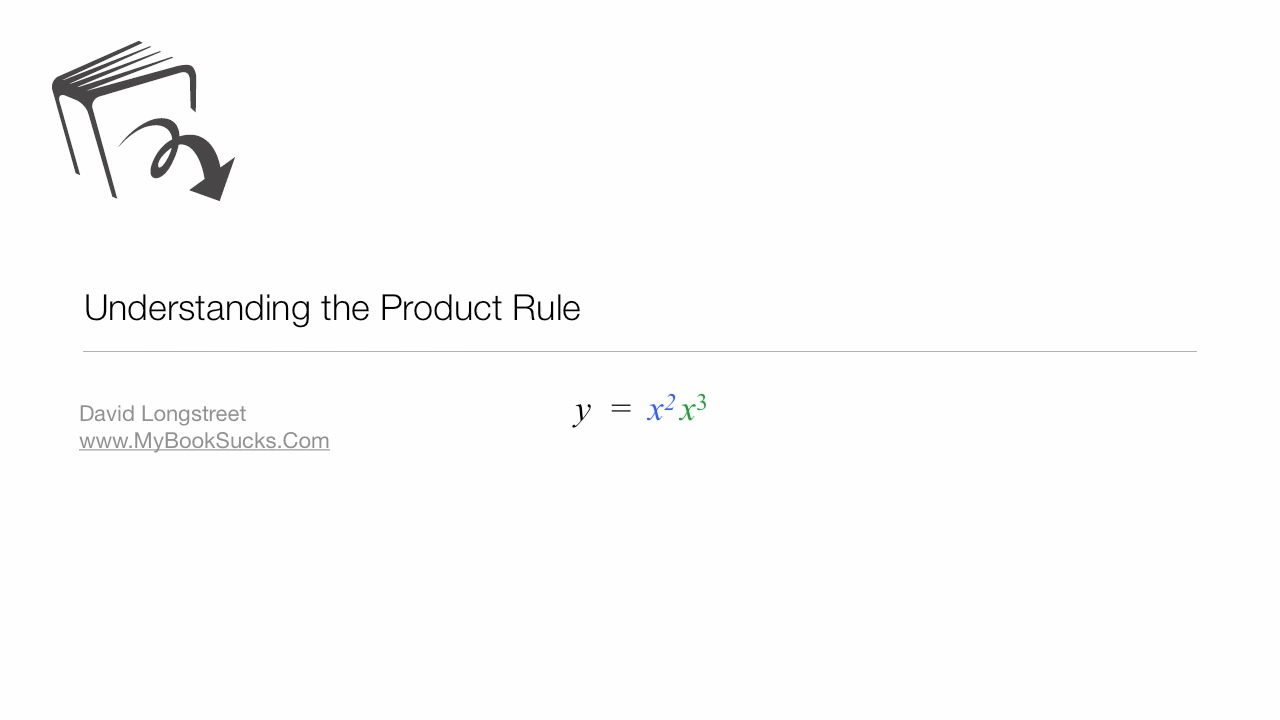 Understanding the Product Rule
David Longstreet
www.MyBookSucks.Com
y = x²x³